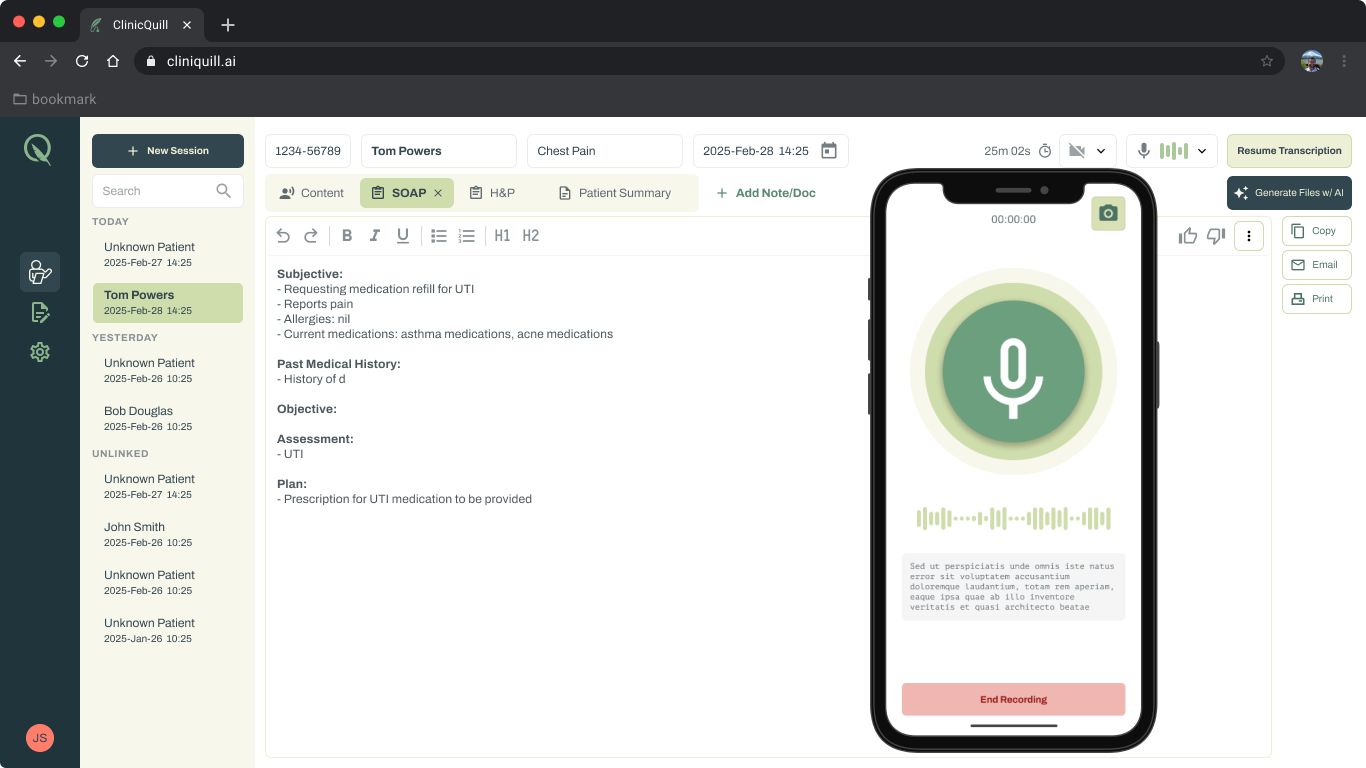 ClinicQuill
cliniquill.ai
bookmark
New Session
Search
TODAY
Unknown Patient
2025-Feb-27 14:25
Tom Powers
2025-Feb-28 14:25
YESTERDAY
Unknown Patient
2025-Feb-26 10:25
Bob Douglas
2025-Feb-26 10:25
UNLINKED
Unknown Patient
2025-Feb-27 14:25
John Smith
2025-Feb-26 10:25
Unknown Patient
2025-Feb-26 10:25
Unknown Patient
2025-Jan-26 10:25
JS
1234-56789 Tom Powers Chest Pain 2025-Feb-28 14:25 25m 02s Resume Transcription
Content SOAP H&P Patient Summary + Add Note/Doc Generate Files w/ AI
B I U H1 H2
Copy
Email
Print
Subjective:
- Requesting medication refill for UTI
- Reports pain
- Allergies: nil
- Current medications: asthma medications, acne medications
Past Medical History:
- History of d
Objective:
Assessment:
- UTI
Plan:
- Prescription for UTI medication to be provided
00:00:00
Sed ut perspiciatis unde omnis iste natus
error sit voluptatem accusantium
doloremque laudantium, totam rem aperiam,
eaque ipsa quae ab illo inventore
veritatis et quasi architecto beatae
End Recording